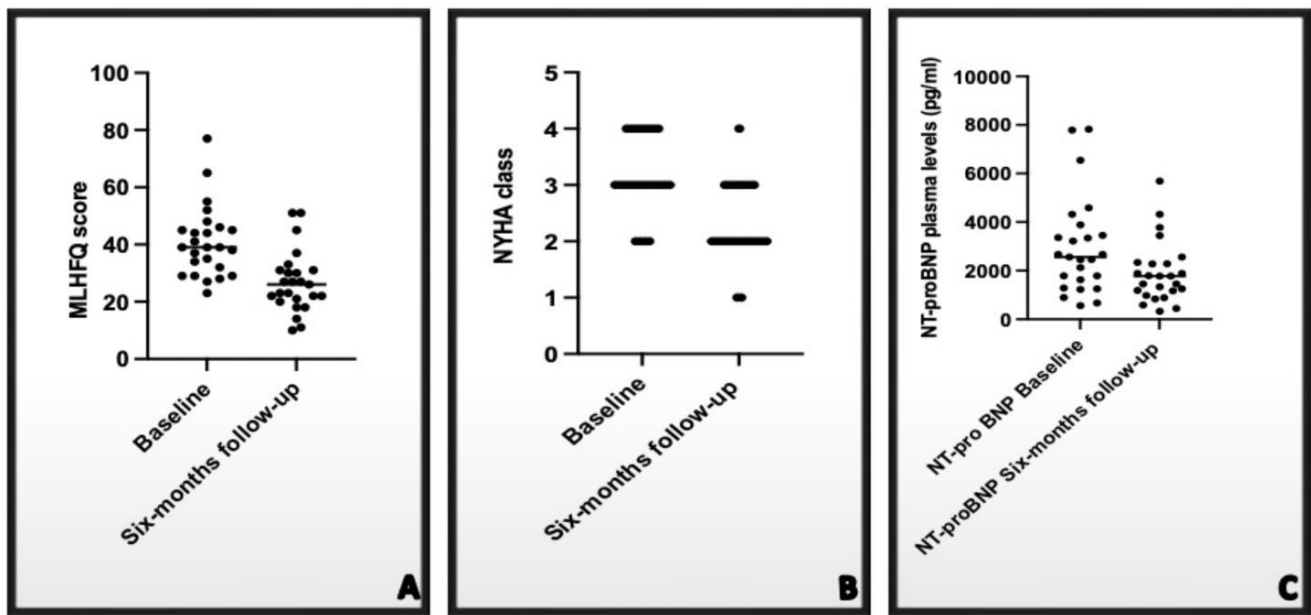 MLHFQ score
100
80
60
40
20
0
Baseline
Six-months follow-up
A
NYHA class
5
4
3
2
1
0
Baseline
Six-months follow-up
B
NT-proBNP plasma levels (pg/ml)
10000
8000
6000
4000
2000
0
NT-pro BNP Baseline
NT-proBNP Six-months follow-up
C